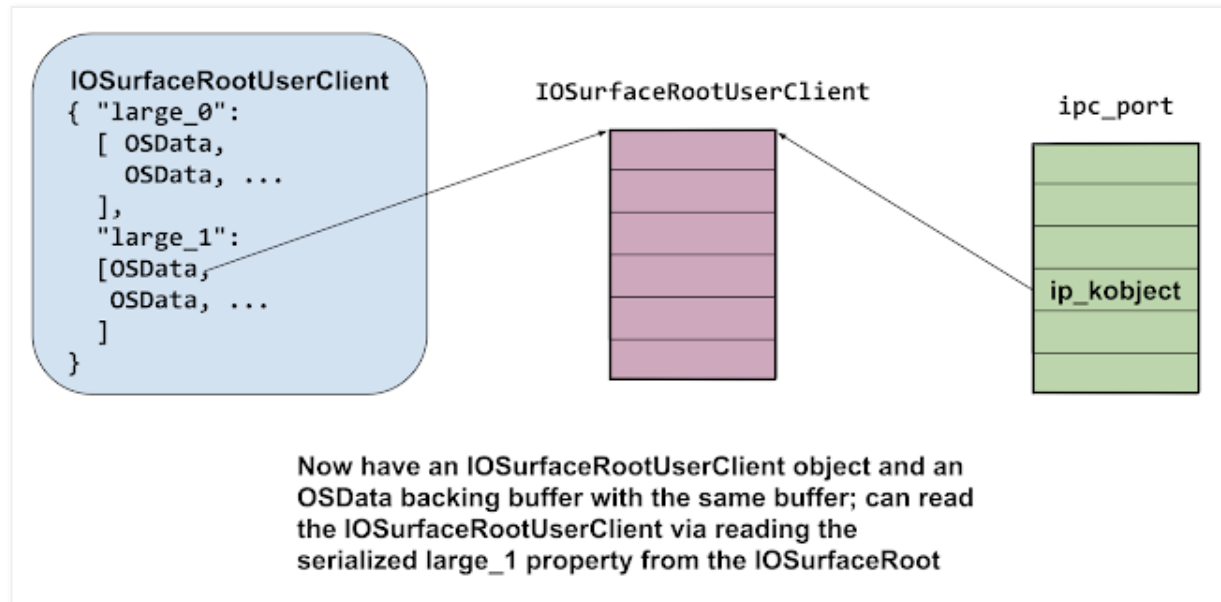 IOSurfaceRootUserClient
{ "large_0":
[ OSData,
OSData, ...
],
"large_1":
[OSData,
OSData, ...
]
}
IOSurfaceRootUserClient
ipc_port
ip_kobject
Now have an IOSurfaceRootUserClient object and an
OSData backing buffer with the same buffer; can read
the IOSurfaceRootUserClient via reading the
serialized large_1 property from the IOSurfaceRoot